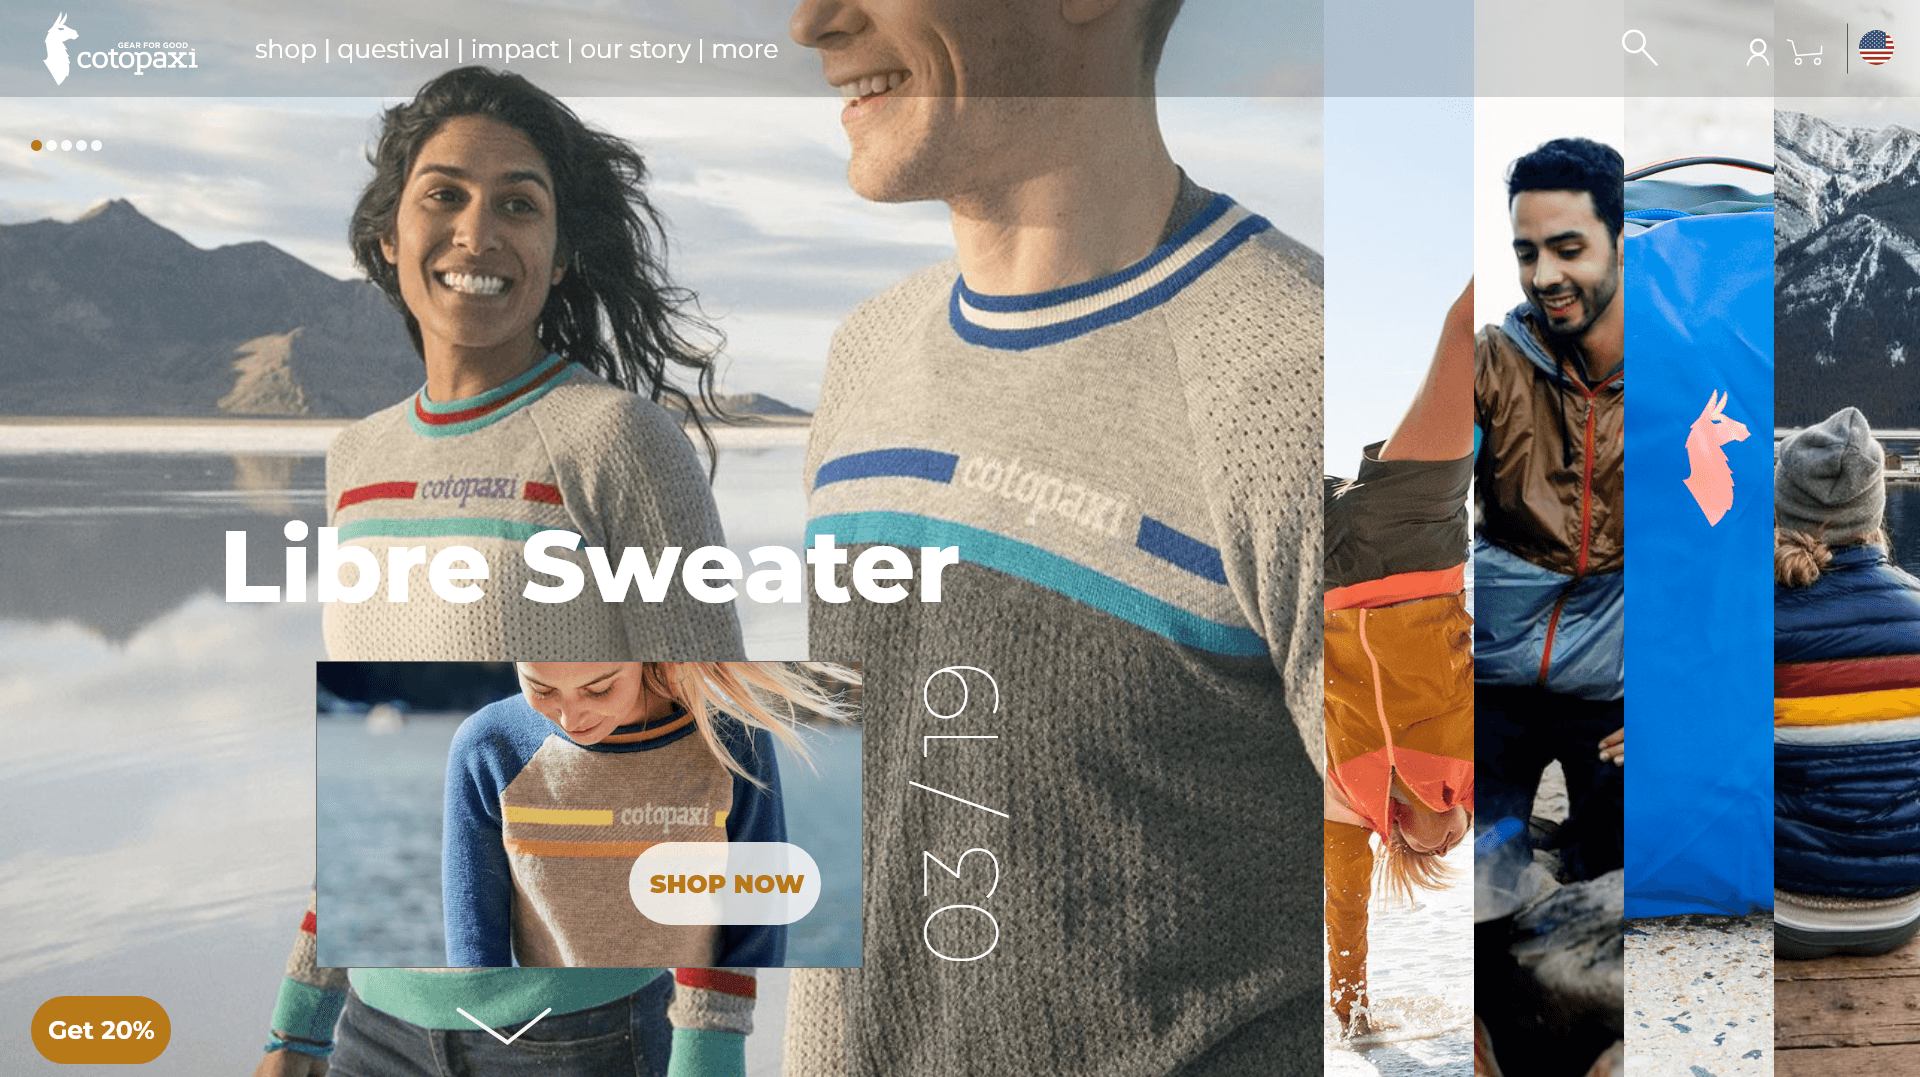 GEAR FOR GOOD
cotopaxi
shop | questival | impact | our story | more
cotopaxi
cotopaxi
Libre Sweater
cotopaxi
SHOP NOW
03 / 19
Get 20%